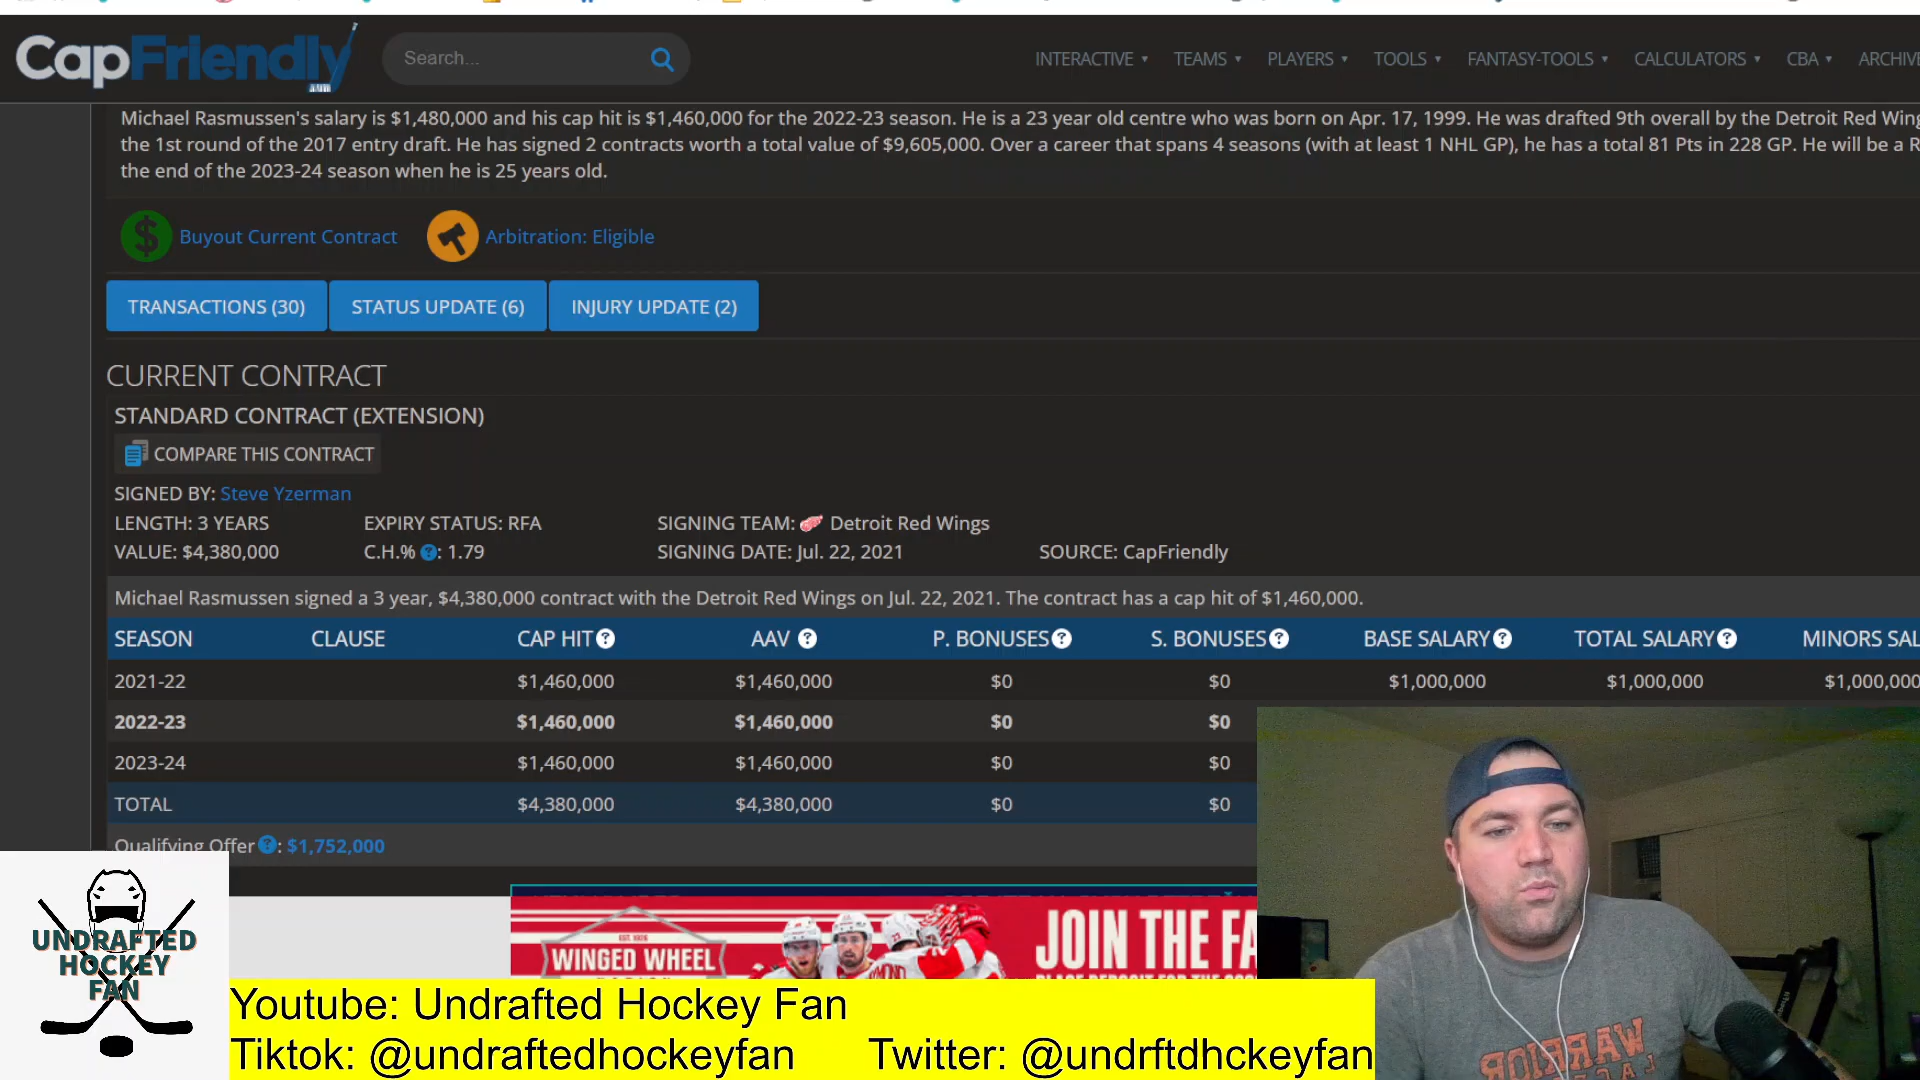 CapFriendly
Search...
INTERACTIVE TEAMS PLAYERS TOOLS FANTASY-TOOLS CALCULATORS CBA ARCHIVE
Michael Rasmussen's salary is $1,480,000 and his cap hit is $1,460,000 for the 2022-23 season. He is a 23 year old centre who was born on Apr. 17, 1999. He was drafted 9th overall by the Detroit Red Wing
the 1st round of the 2017 entry draft. He has signed 2 contracts worth a total value of $9,605,000. Over a career that spans 4 seasons (with at least 1 NHL GP), he has a total 81 Pts in 228 GP. He will be a R
the end of the 2023-24 season when he is 25 years old.
Buyout Current Contract Arbitration: Eligible
TRANSACTIONS (30) STATUS UPDATE (6) INJURY UPDATE (2)
CURRENT CONTRACT
STANDARD CONTRACT (EXTENSION)
COMPARE THIS CONTRACT
SIGNED BY: Steve Yzerman
LENGTH: 3 YEARS EXPIRY STATUS: RFA SIGNING TEAM: Detroit Red Wings
VALUE: $4,380,000 C.H.% ?: 1.79 SIGNING DATE: Jul. 22, 2021 SOURCE: CapFriendly
Michael Rasmussen signed a 3 year, $4,380,000 contract with the Detroit Red Wings on Jul. 22, 2021. The contract has a cap hit of $1,460,000.
SEASON CLAUSE CAP HIT ? AAV ? P. BONUSES ? S. BONUSES ? BASE SALARY ? TOTAL SALARY ? MINORS SAL
2021-22 $1,460,000 $1,460,000 $0 $0 $1,000,000 $1,000,000 $1,000,000
2022-23 $1,460,000 $1,460,000 $0 $0
2023-24 $1,460,000 $1,460,000 $0 $0
TOTAL $4,380,000 $4,380,000 $0 $0
Qualifying Offer ?: $1,752,000
UNDRAFTED
HOCKEY
FAN
EST. 1926
WINGED WHEEL
JOIN THE FA
Youtube: Undrafted Hockey Fan
Tiktok: @undraftedhockeyfan Twitter: @undrftdhckeyfan
WARRIOR